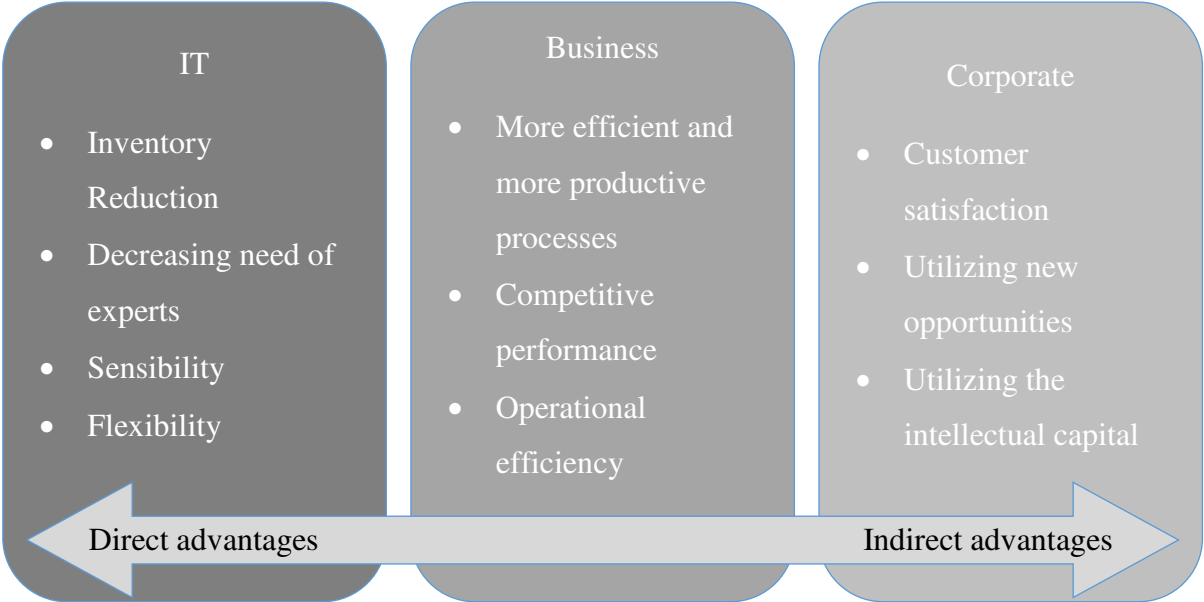 IT
• Inventory
Reduction
• Decreasing need of
experts
• Sensibility
• Flexibility
Business
• More efficient and
more productive
processes
• Competitive
performance
• Operational
efficiency
Corporate
• Customer
satisfaction
• Utilizing new
opportunities
• Utilizing the
intellectual capital
Direct advantages
Indirect advantages